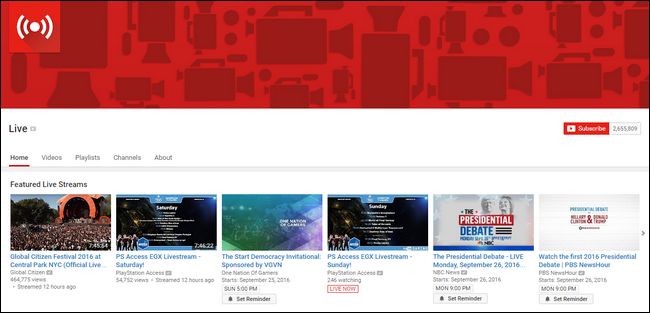 Live
Subscribe 2,655,809
Home Videos Playlists Channels About
Featured Live Streams
7:45:54
Global Citizen Festival 2016 at
Central Park NYC (Official Live...
Global Citizen
464,775 views
• Streamed 12 hours ago
Saturday
7:46:22
PS Access EGX Livestream -
Saturday!
PlayStation Access
54,752 views • Streamed 12 hours ago
ONE NATION
OF GAMERS
The Start Democracy Invitational:
Sponsored by VGVN
One Nation Of Gamers
Starts: September 25, 2016
SUN 5:00 PM
Set Reminder
Sunday
PS Access EGX Livestream -
Sunday!
PlayStation Access
246 watching
LIVE NOW
THE
PRESIDENTIAL
DEBATE
NBC
The Presidential Debate - LIVE
Monday, September 26, 2016...
NBC News
Starts: September 26, 2016
MON 9:00 PM
Set Reminder
PRESIDENTIAL DEBATE
HILLARY & DONALD
CLINTON TRUMP
Watch the first 2016 Presidential
Debate | PBS NewsHour
PBS NewsHour
Starts: September 26, 2016
MON 9:00 PM
Set Reminder